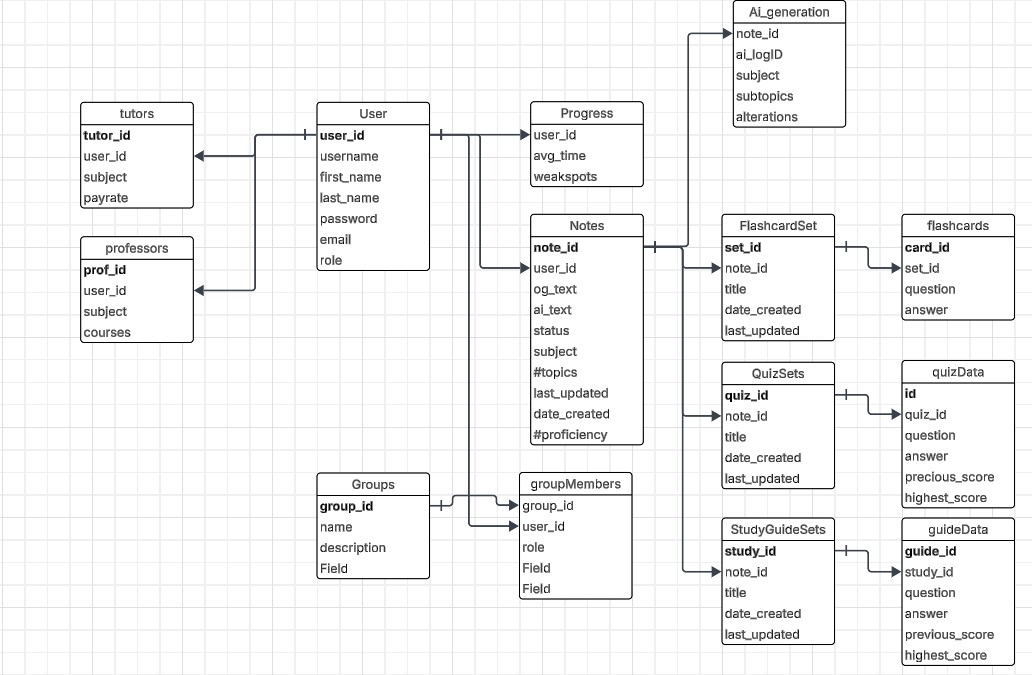 Ai_generation
note_id
ai_logID
subject
subtopics
alterations
tutors
tutor_id
user_id
subject
payrate
User
user_id
username
first_name
last_name
password
email
role
Progress
user_id
avg_time
weakspots
professors
prof_id
user_id
subject
courses
Notes
note_id
user_id
og_text
ai_text
status
subject
#topics
last_updated
date_created
#proficiency
FlashcardSet
set_id
note_id
title
date_created
last_updated
flashcards
card_id
set_id
question
answer
QuizSets
quiz_id
note_id
title
date_created
last_updated
quizData
id
quiz_id
question
answer
precious_score
highest_score
Groups
group_id
name
description
Field
groupMembers
group_id
user_id
role
Field
Field
StudyGuideSets
study_id
note_id
title
date_created
last_updated
guideData
guide_id
study_id
question
answer
previous_score
highest_score